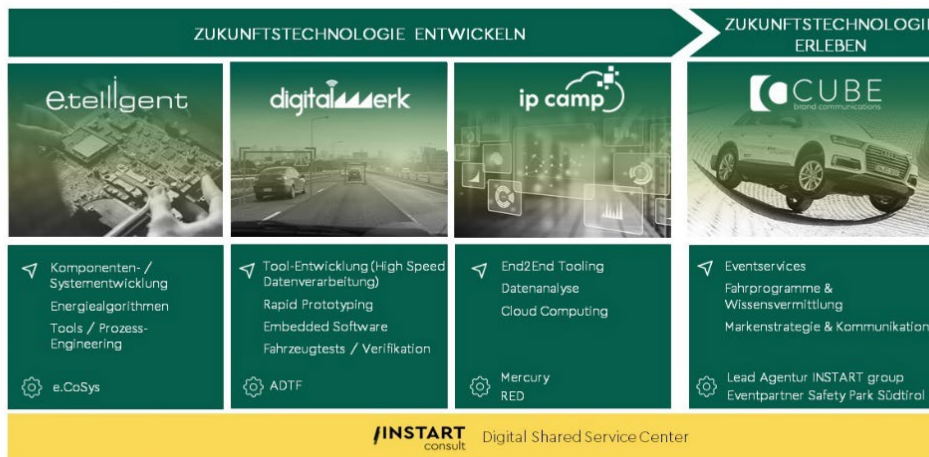 ZUKUNFTSTECHNOLOGIE ENTWICKELN
ZUKUNFTSTECHNOLOGIE
ERLEBEN
e.telligent
digitalwerk
ip camp
CUBE
brand communications
Komponenten- /
Systementwicklung
Energiealgorithmen
Tools / Prozess-
Engineering
e.CoSys
Tool-Entwicklung (High Speed
Datenverarbeitung)
Rapid Prototyping
Embedded Software
Fahrzeugtests / Verifikation
ADTF
End2End Tooling
Datenanalyse
Cloud Computing
Mercury
RED
Eventservices
Fahrprogramme &
Wissensvermittlung
Markenstrategie & Kommunikation
Lead Agentur INSTART group
Eventpartner Safety Park Südtirol
INSTART
consult
Digital Shared Service Center